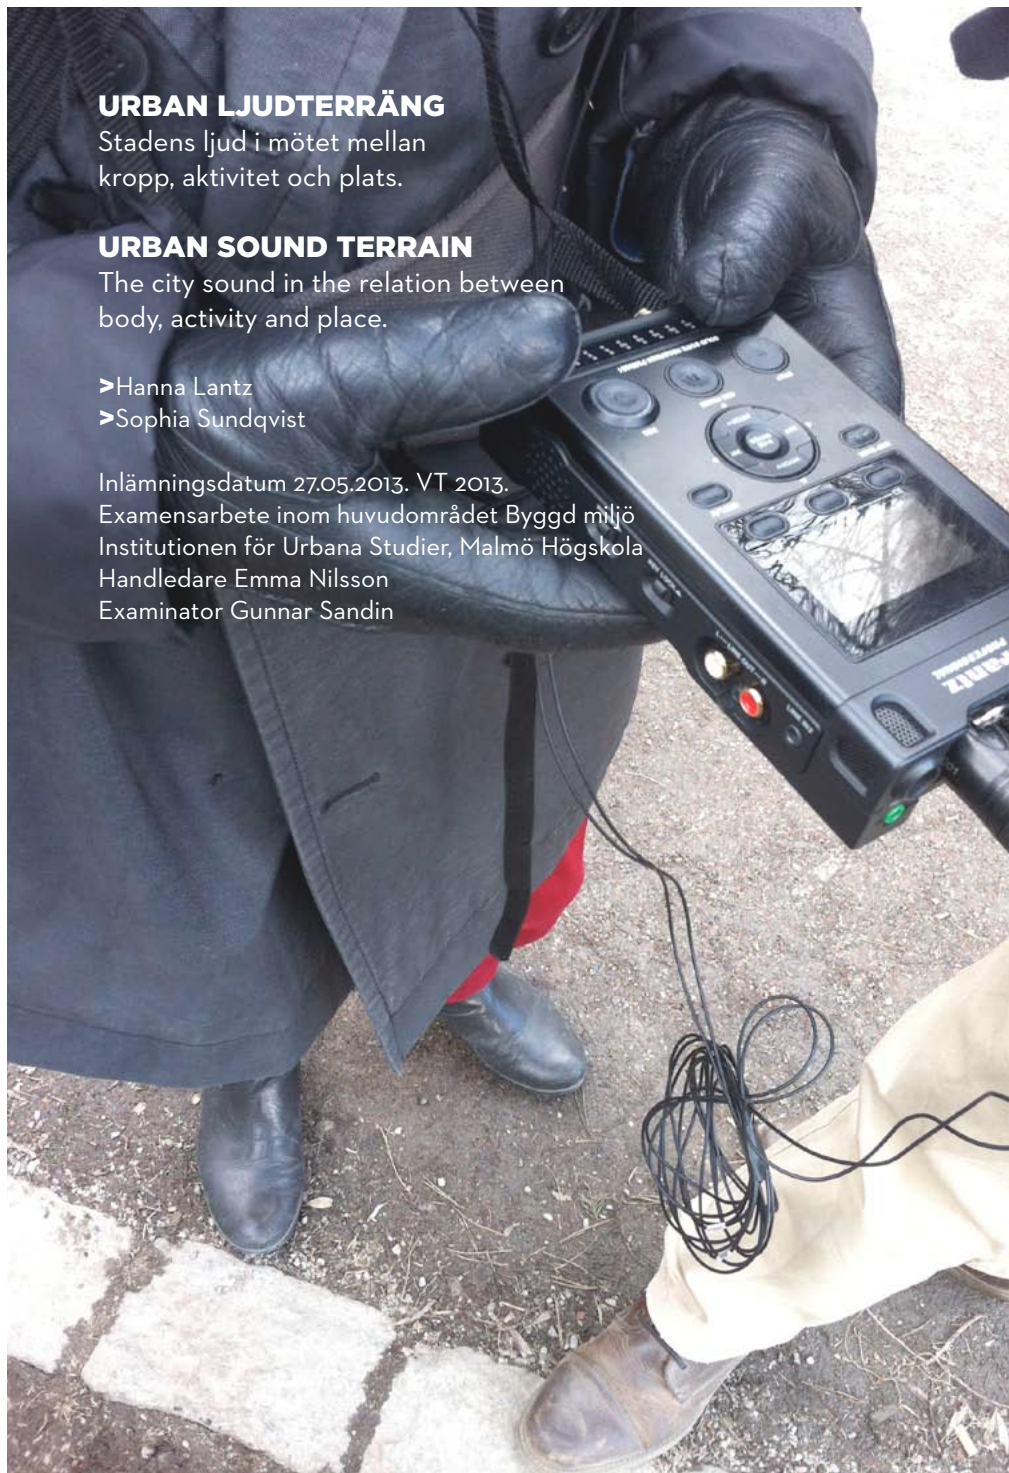 URBAN LJUDTERRÄNG
Stadens ljud i mötet mellan
kropp, aktivitet och plats.
URBAN SOUND TERRAIN
The city sound in the relation between
body, activity and place.
>Hanna Lantz
>Sophia Sundqvist
Inlämningsdatum 27.05.2013. VT 2013.
Examensarbete inom huvudområdet Byggd miljö
Institutionen för Urbana Studier, Malmö Högskola
Handledare Emma Nilsson
Examinator Gunnar Sandin
rantz
PROFESSIONAL